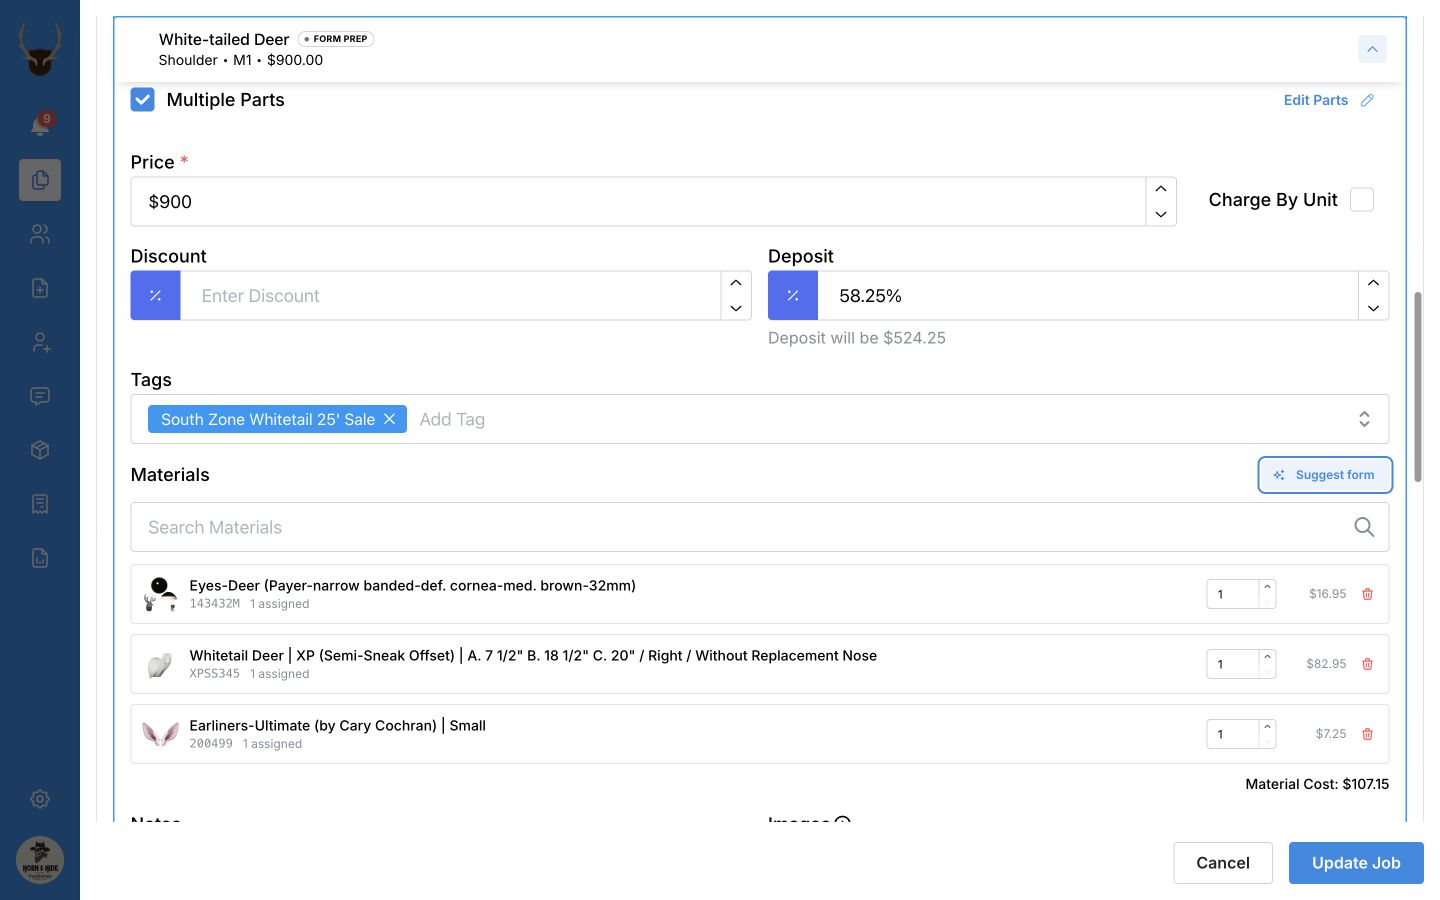 White-tailed Deer
FORM PREP
Shoulder • M1 • $900.00
9
Multiple Parts
Edit Parts
Price *
$900
Charge By Unit
Discount
Deposit
Enter Discount
58.25%
Deposit will be $524.25
Tags
South Zone Whitetail 25' Sale
Add Tag
Materials
Suggest form
Search Materials
Eyes-Deer (Payer-narrow banded-def. cornea-med. brown-32mm)
143432M 1 assigned
1
$16.95
Whitetail Deer | XP (Semi-Sneak Offset) | A. 7 1/2" B. 18 1/2" C. 20" / Right / Without Replacement Nose
XPSS345 1 assigned
1
$82.95
Earliners-Ultimate (by Cary Cochran) | Small
200499 1 assigned
1
$7.25
Material Cost: $107.15
Notes
Images
HORN & HIDE
Cancel
Update Job